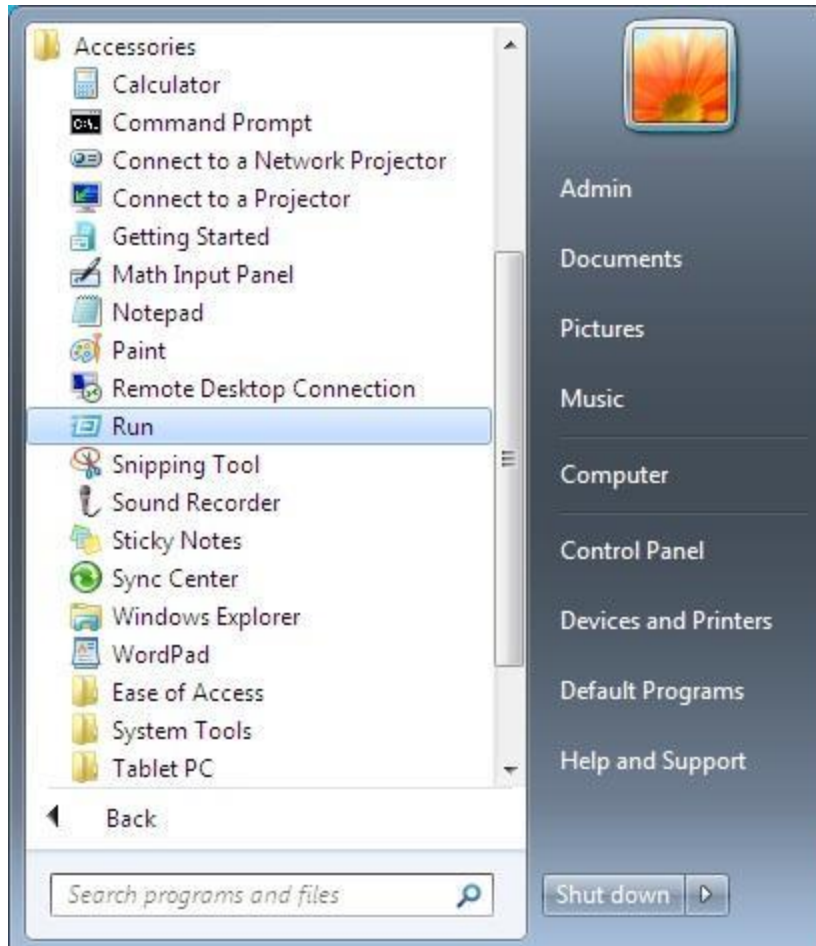 Accessories
Calculator
Command Prompt
Connect to a Network Projector
Connect to a Projector
Getting Started
Math Input Panel
Notepad
Paint
Remote Desktop Connection
Run
Snipping Tool
Sound Recorder
Sticky Notes
Sync Center
Windows Explorer
WordPad
Ease of Access
System Tools
Tablet PC
Back
Search programs and files
Admin
Documents
Pictures
Music
Computer
Control Panel
Devices and Printers
Default Programs
Help and Support
Shut down